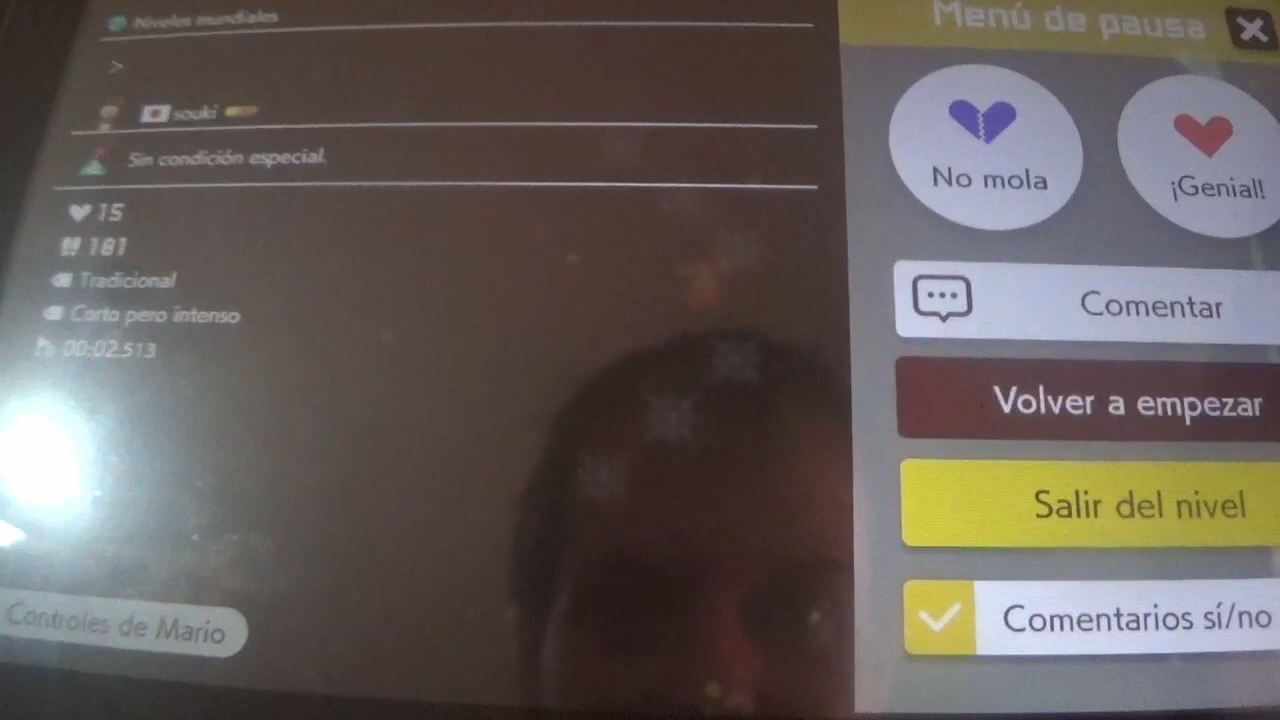 Niveles mundiales
>
souki
Sin condición especial.
15
181
Tradicional
Corto pero intenso
00:02.513
Controles de Mario
Menú de pausa
No mola
¡Genial!
Comentar
Volver a empezar
Salir del nivel
Comentarios sí/no